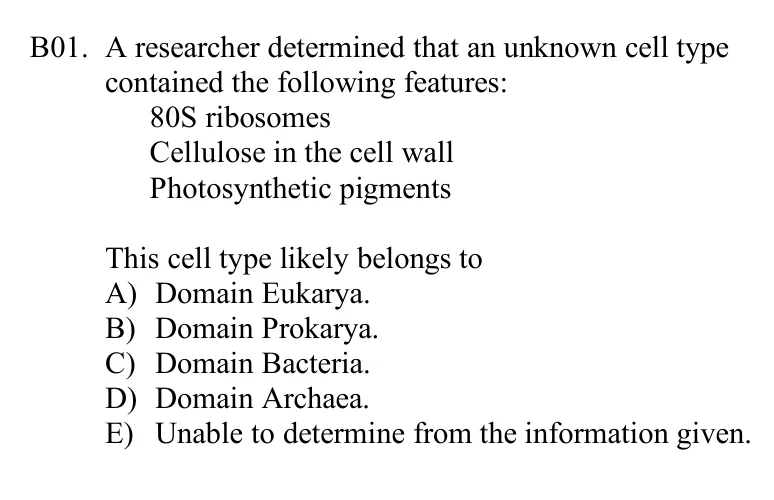 B01. A researcher determined that an unknown cell type
contained the following features:
80S ribosomes
Cellulose in the cell wall
Photosynthetic pigments
This cell type likely belongs to
A) Domain Eukarya.
B) Domain Prokarya.
C) Domain Bacteria.
D) Domain Archaea.
E) Unable to determine from the information given.